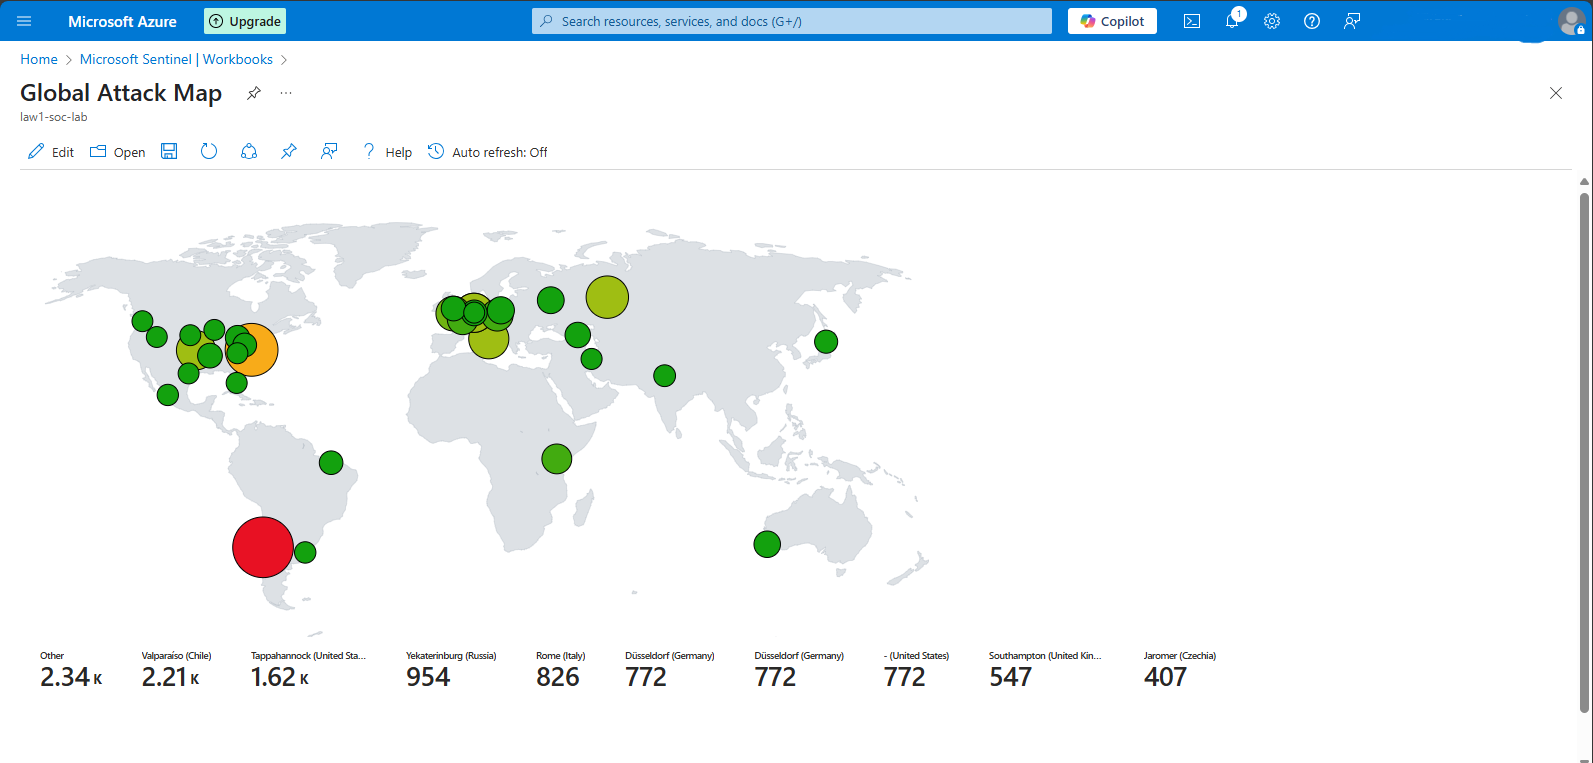 Microsoft Azure
Upgrade
Search resources, services, and docs (G+/)
Copilot
1
Home > Microsoft Sentinel | Workbooks >
Global Attack Map
law1-soc-lab
Edit
Open
Help
Auto refresh: Off
Other
2.34 K
Valparaíso (Chile)
2.21 K
Tappahannock (United Sta...
1.62 K
Yekaterinburg (Russia)
954
Rome (Italy)
826
Düsseldorf (Germany)
772
Düsseldorf (Germany)
772
- (United States)
772
Southampton (United Kin...
547
Jaromer (Czechia)
407